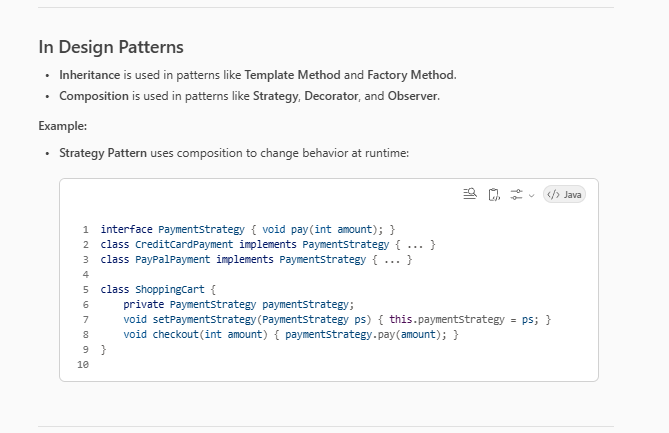 In Design Patterns
• Inheritance is used in patterns like Template Method and Factory Method.
• Composition is used in patterns like Strategy, Decorator, and Observer.
Example:
• Strategy Pattern uses composition to change behavior at runtime:
</> Java
1 interface PaymentStrategy { void pay(int amount); }
2 class CreditCardPayment implements PaymentStrategy { ... }
3 class PayPalPayment implements PaymentStrategy { ... }
4
5 class ShoppingCart {
6     private PaymentStrategy paymentStrategy;
7     void setPaymentStrategy(PaymentStrategy ps) { this.paymentStrategy = ps; }
8     void checkout(int amount) { paymentStrategy.pay(amount); }
9 }
10